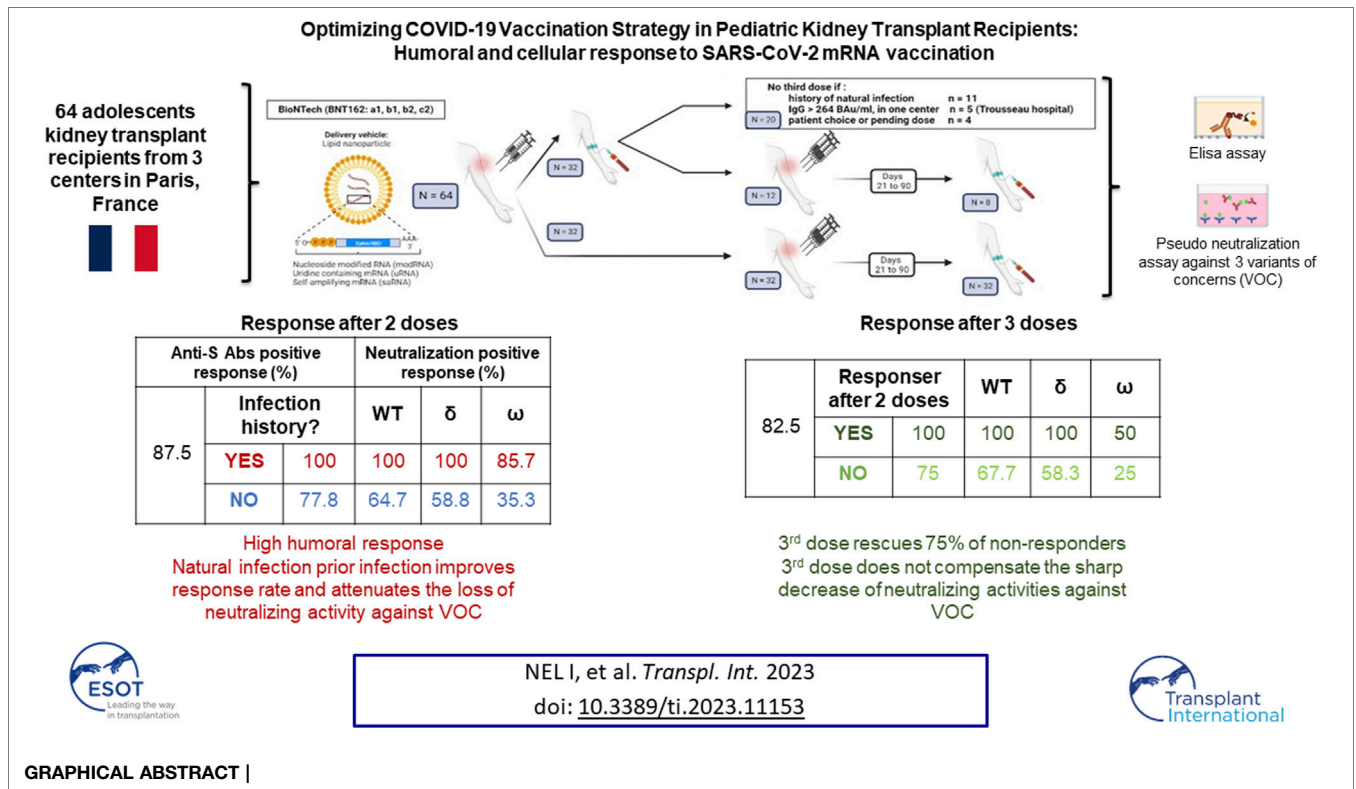 Optimizing COVID-19 Vaccination Strategy in Pediatric Kidney Transplant Recipients:
Humoral and cellular response to SARS-CoV-2 mRNA vaccination
64 adolescents
kidney transplant
recipients from 3
centers in Paris,
France
BioNTech (BNT162: a1, b1, b2, c2)
Delivery vehicle:
Lipid nanoparticle
5' P P P
AAA-
3'
Nucleoside modified RNA (modRNA)
Uridine containing mRNA (uRNA)
Self-amplifying mRNA (saRNA)
N = 64
N = 32
N = 32
No third dose if :
history of natural infection n = 11
IgG > 264 BAu/ml, in one center n = 5 (Trousseau hospital)
patient choice or pending dose n = 4
N = 20
N = 12
Days
21 to 90
N = 8
N = 32
Days
21 to 90
N = 32
Elisa assay
Pseudo neutralization
assay against 3 variants of
concerns (VOC)
Response after 2 doses
Anti-S Abs positive
response (%)
Neutralization positive
response (%)
87.5
Infection
history?
WT δ ω
YES 100 100 100 85.7
NO 77.8 64.7 58.8 35.3
High humoral response
Natural infection prior infection improves
response rate and attenuates the loss of
neutralizing activity against VOC
Response after 3 doses
82.5
Responser
after 2 doses
WT δ ω
YES 100 100 100 50
NO 75 67.7 58.3 25
3rd dose rescues 75% of non-responders
3rd dose does not compensate the sharp
decrease of neutralizing activities against
VOC
ESOT
Leading the way
in transplantation
NEL I, et al. Transpl. Int. 2023
doi: 10.3389/ti.2023.11153
Transplant
International
GRAPHICAL ABSTRACT |